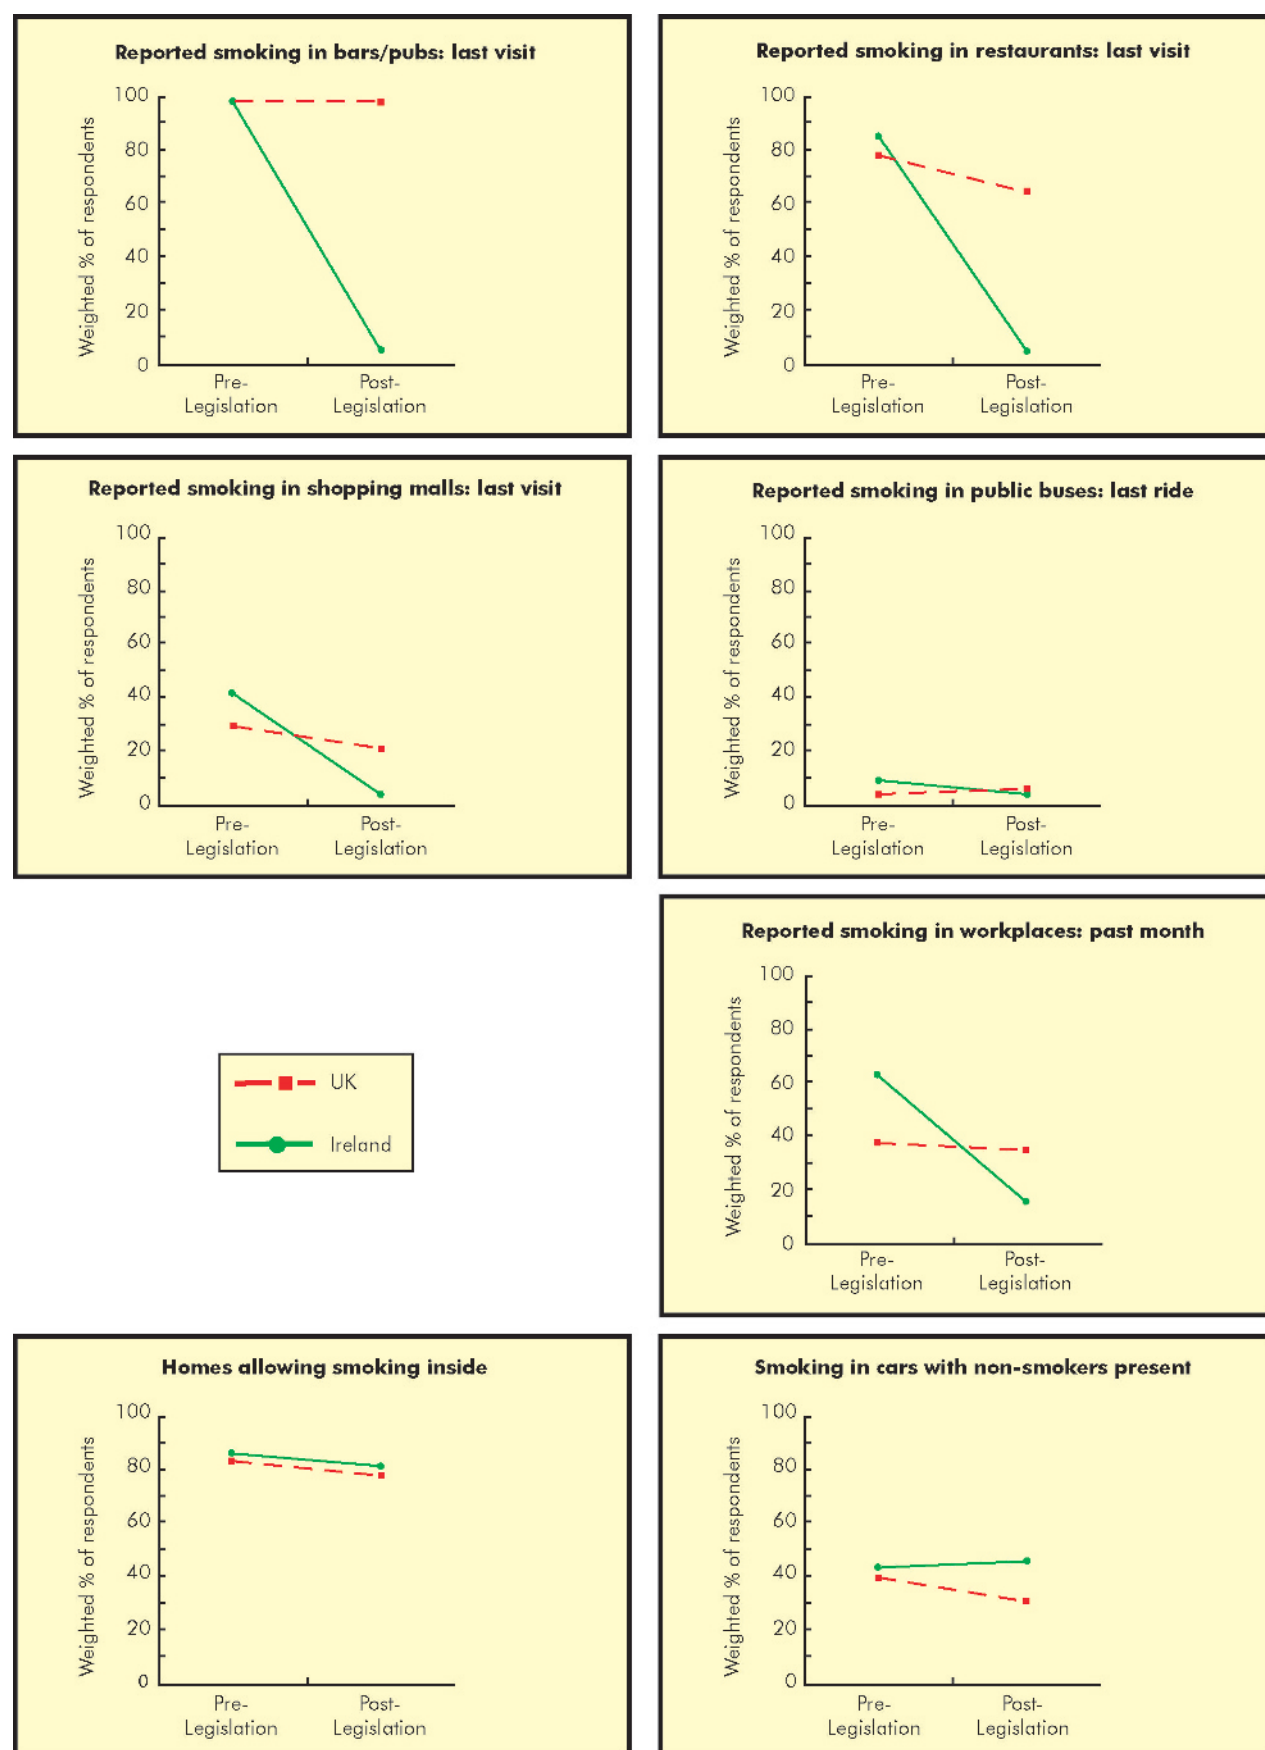 Reported smoking in bars/pubs: last visit
Weighted % of respondents
100
80
60
40
20
0
Pre-
Legislation
Post-
Legislation
Reported smoking in restaurants: last visit
Weighted % of respondents
100
80
60
40
20
0
Pre-
Legislation
Post-
Legislation
Reported smoking in shopping malls: last visit
Weighted % of respondents
100
80
60
40
20
0
Pre-
Legislation
Post-
Legislation
Reported smoking in public buses: last ride
Weighted % of respondents
100
80
60
40
20
0
Pre-
Legislation
Post-
Legislation
UK
Ireland
Reported smoking in workplaces: past month
Weighted % of respondents
100
80
60
40
20
0
Pre-
Legislation
Post-
Legislation
Homes allowing smoking inside
Weighted % of respondents
100
80
60
40
20
0
Pre-
Legislation
Post-
Legislation
Smoking in cars with non-smokers present
Weighted % of respondents
100
80
60
40
20
0
Pre-
Legislation
Post-
Legislation